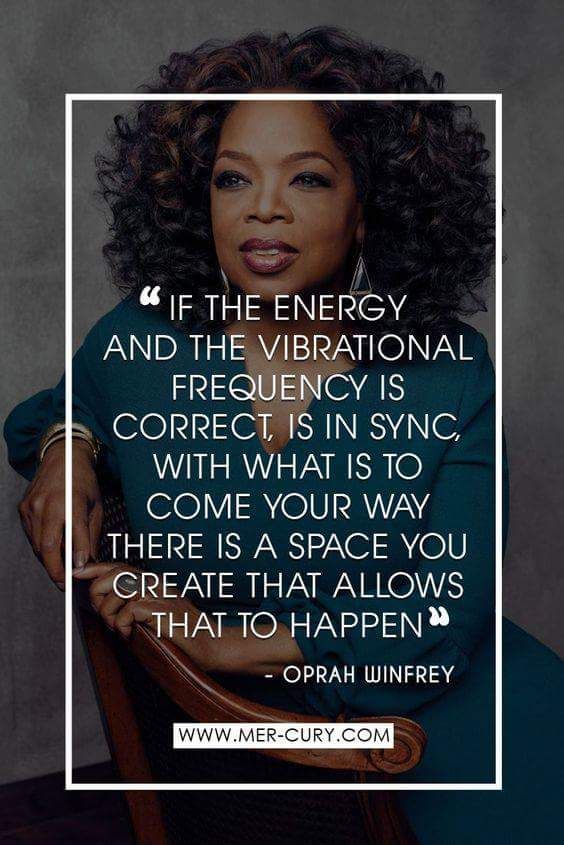 “ IF THE ENERGY
AND THE VIBRATIONAL
FREQUENCY IS
CORRECT, IS IN SYNC,
WITH WHAT IS TO
COME YOUR WAY
THERE IS A SPACE YOU
CREATE THAT ALLOWS
THAT TO HAPPEN ”
- OPRAH WINFREY
WWW.MER-CURY.COM